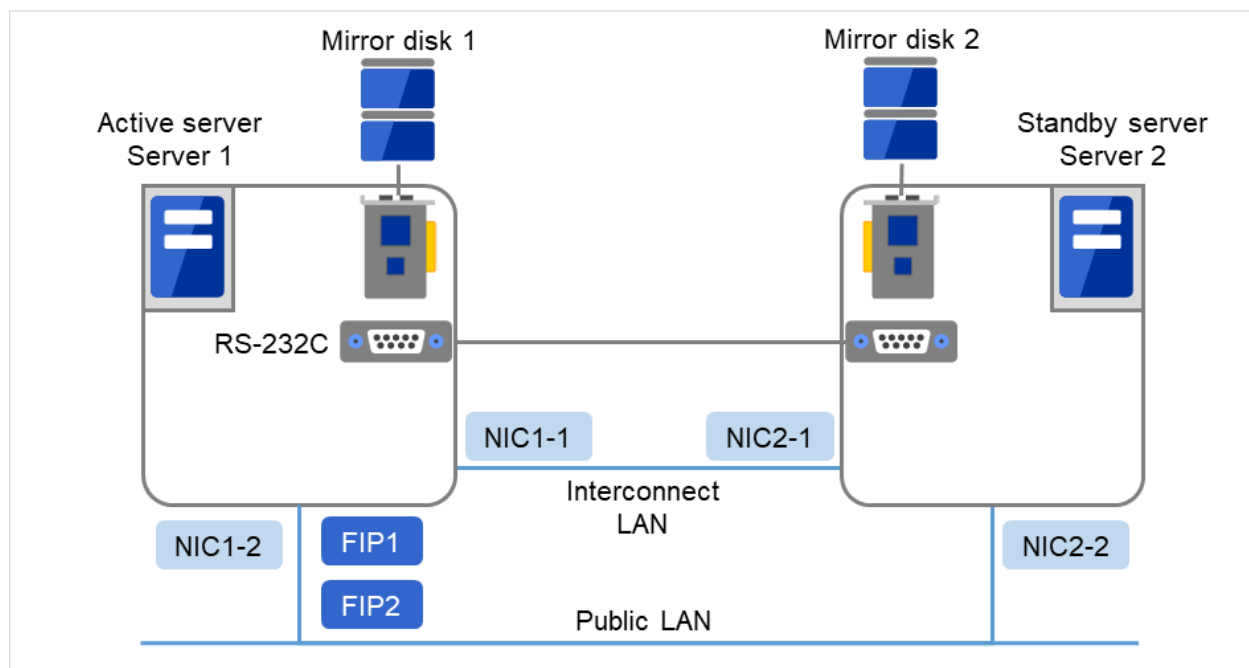 Mirror disk 1
Mirror disk 2
Active server
Server 1
Standby server
Server 2
RS-232C
NIC1-1
NIC2-1
Interconnect
LAN
NIC1-2
FIP1
NIC2-2
FIP2
Public LAN